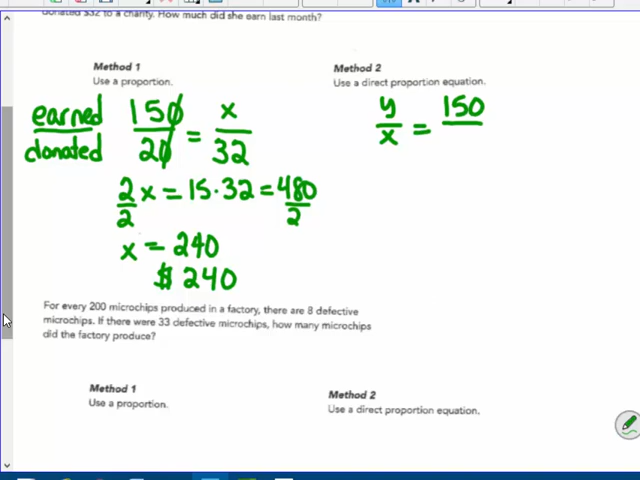 donated $32 to a charity. How much did she earn last month?
Method 1
Use a proportion.
earned
donated
150
20
=
x
32
2x = 15·32 = 480
2
2
x = 240
$240
Method 2
Use a direct proportion equation.
y
x
=
150
For every 200 microchips produced in a factory, there are 8 defective
microchips. If there were 33 defective microchips, how many microchips
did the factory produce?
Method 1
Use a proportion.
Method 2
Use a direct proportion equation.